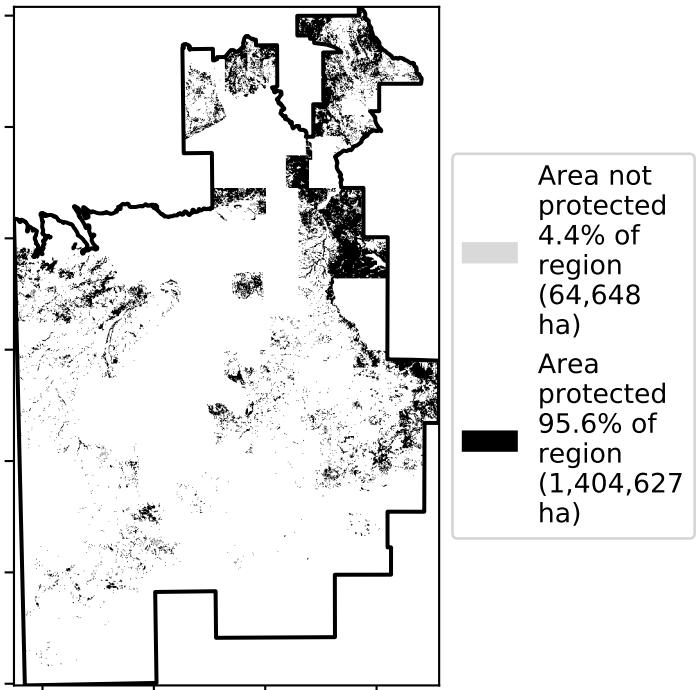 Area not
protected
4.4% of
region
(64,648
ha)
Area
protected
95.6% of
region
(1,404,627
ha)